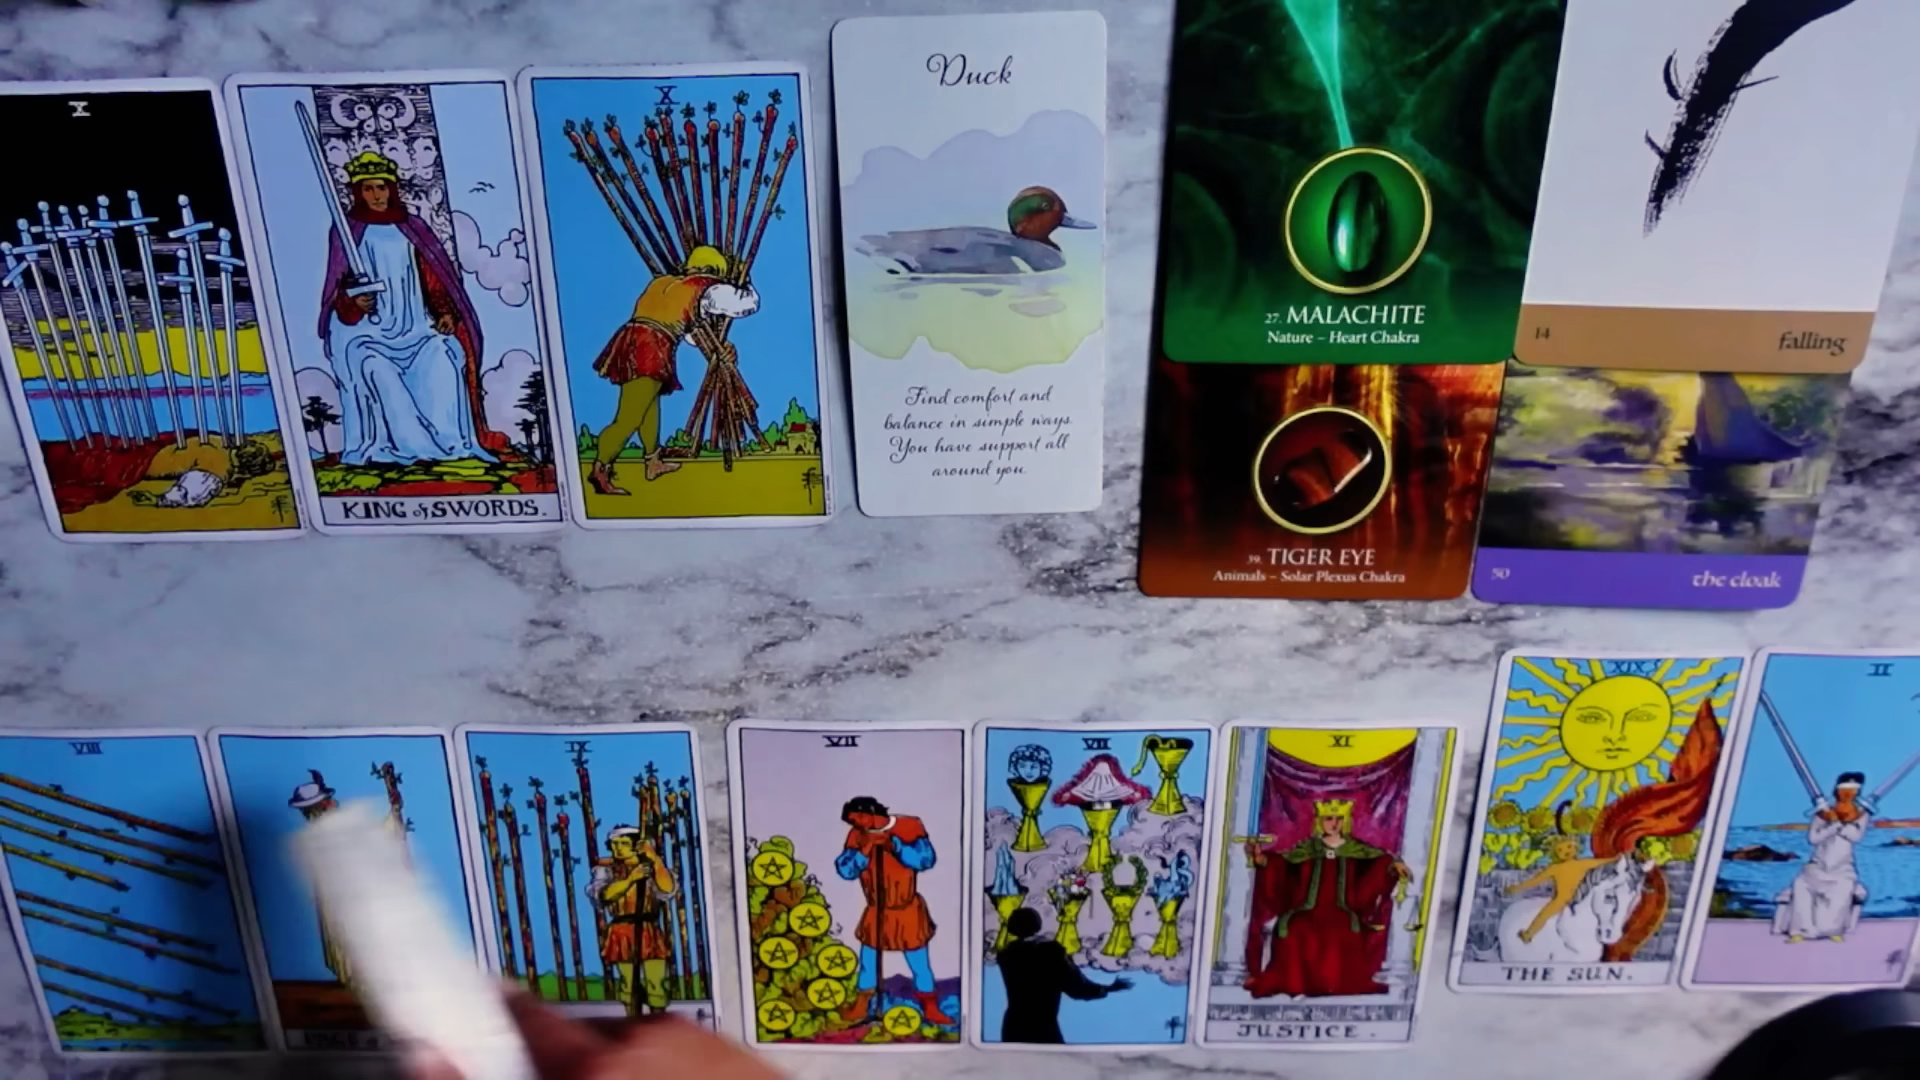 X
KING of SWORDS.
X
Duck
Find comfort and
balance in simple ways.
You have support all
around you.
27. MALACHITE
Nature – Heart Chakra
14 falling
39. TIGER EYE
Animals – Solar Plexus Chakra
50 the cloak
VIII
IX
VII
VII
XI
JUSTICE.
XIX
THE SUN.
II